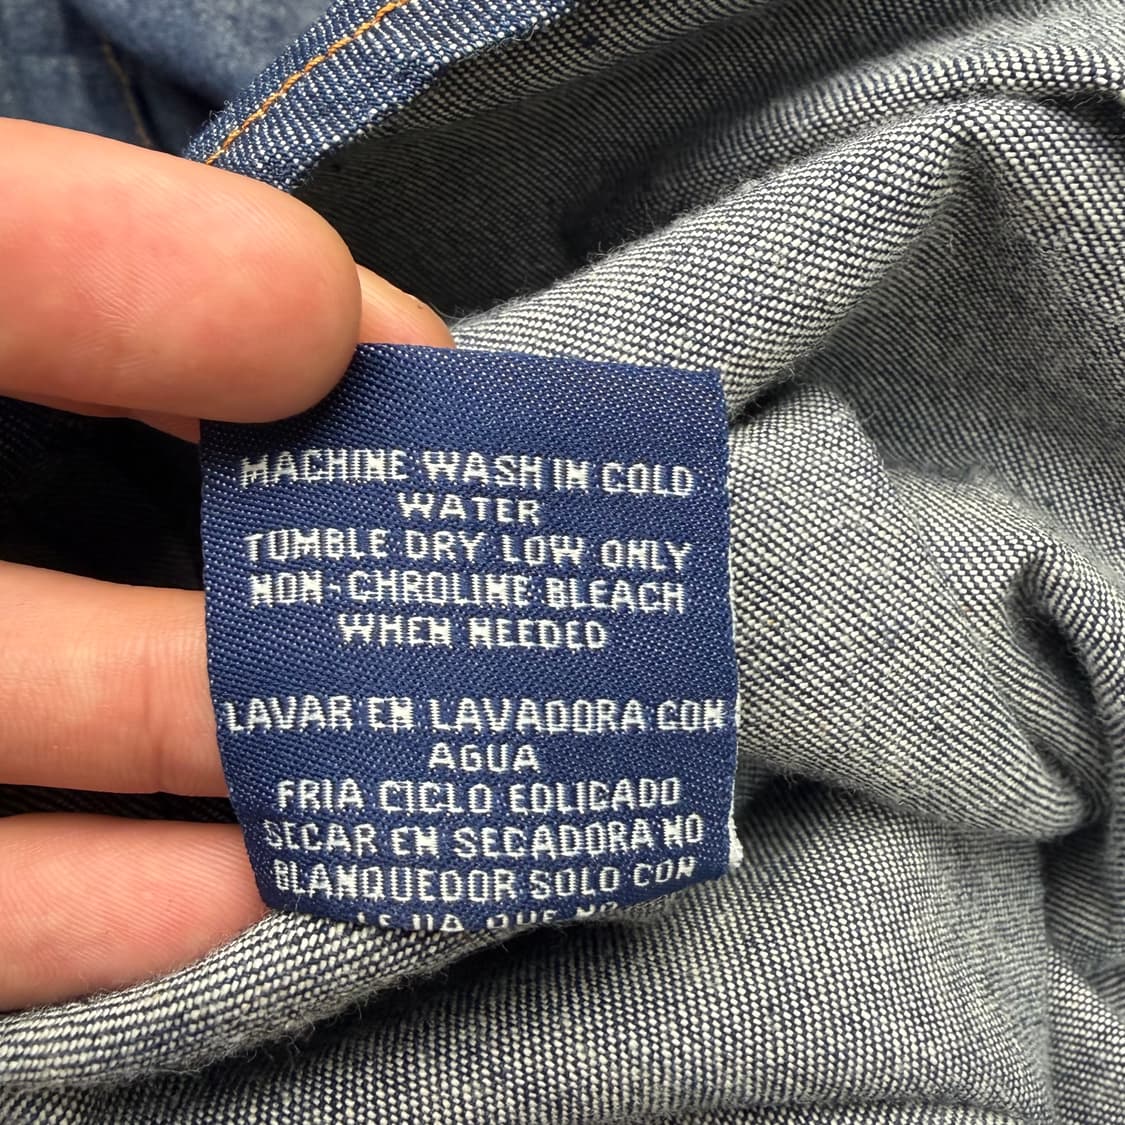 MACHINE WASH IN COLD
WATER
TUMBLE DRY LOW ONLY
NON-CHROLINE BLEACH
WHEN NEEDED
LAVAR EN LAVADORA CON
AGUA
FRIA CICLO EDLICADO
SECAR EN SECADORA NO
BLANQUEDOR SOLO CON